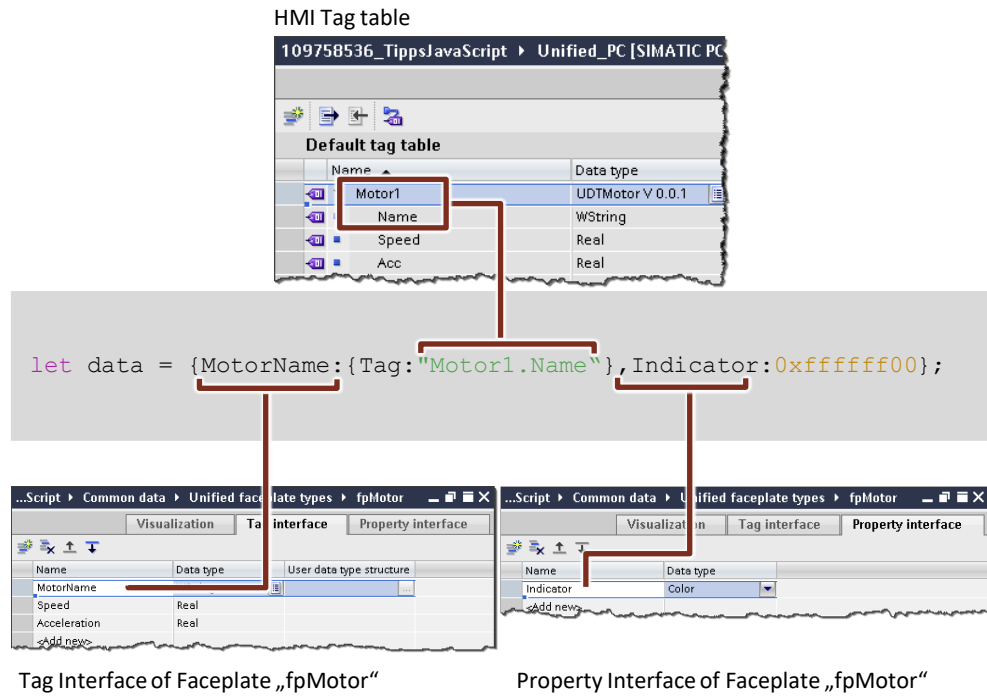 HMI Tag table
109758536_TippsJavaScript ▸ Unified_PC [SIMATIC PC
Default tag table
Name Data type
Motor1 UDTMotor V 0.0.1
Name WString
Speed Real
Acc Real
let data = {MotorName:{Tag:"Motor1.Name“},Indicator:0xffffff00};
...Script ▸ Common data ▸ Unified faceplate types ▸ fpMotor
Visualization Tag interface Property interface
Name Data type User data type structure
MotorName
Speed Real
Acceleration Real
<Add new>
Tag Interface of Faceplate „fpMotor“
...Script ▸ Common data ▸ Unified faceplate types ▸ fpMotor
Visualization Tag interface Property interface
Name Data type
Indicator Color
<Add new>
Property Interface of Faceplate „fpMotor“